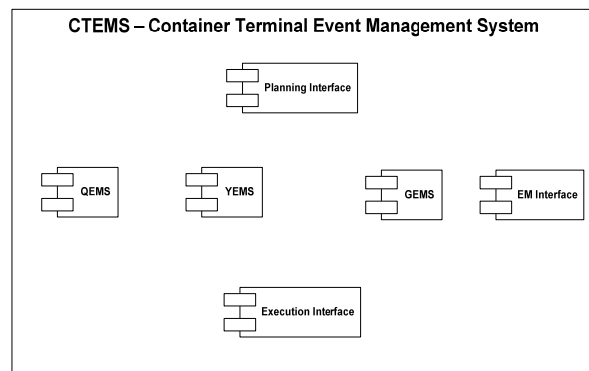 CTEMS – Container Terminal Event Management System
Planning Interface
QEMS
YEMS
GEMS
EM Interface
Execution Interface